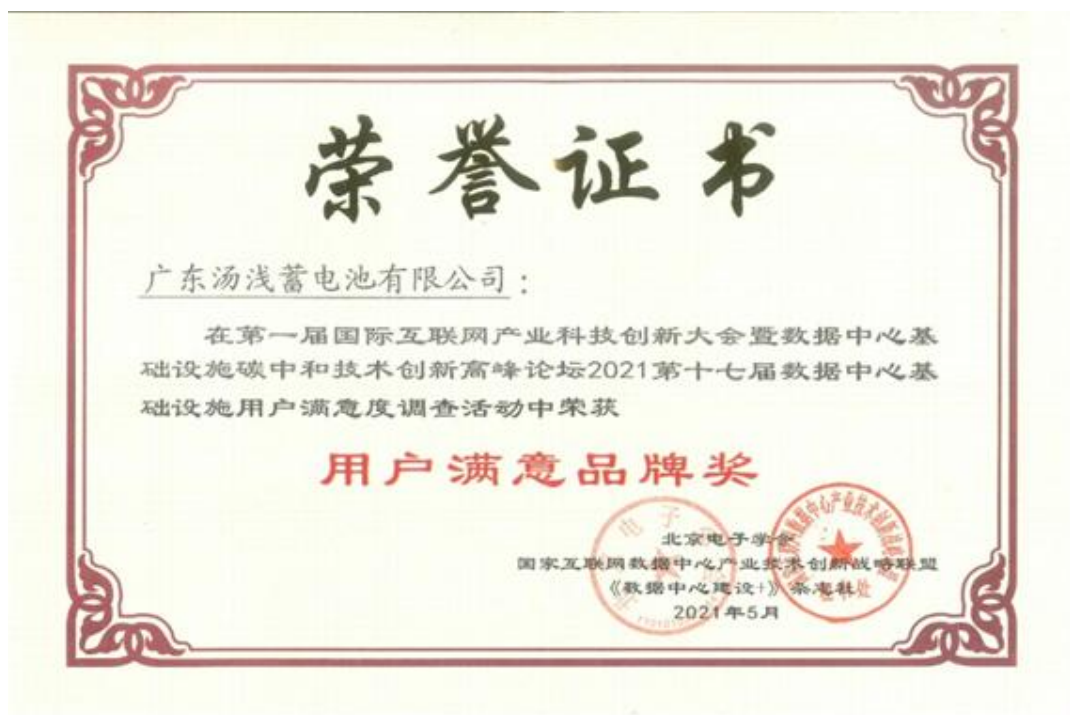 荣誉证书
广东汤浅蓄电池有限公司：
在第一届国际互联网产业科技创新大会暨数据中心基
础设施碳中和技术创新高峰论坛2021第十七届数据中心基
础设施用户满意度调查活动中荣获
用户满意品牌奖
北京电子学会
国家互联网数据中心产业技术创新战略联盟
《数据中心建设+》杂志社
2021年5月